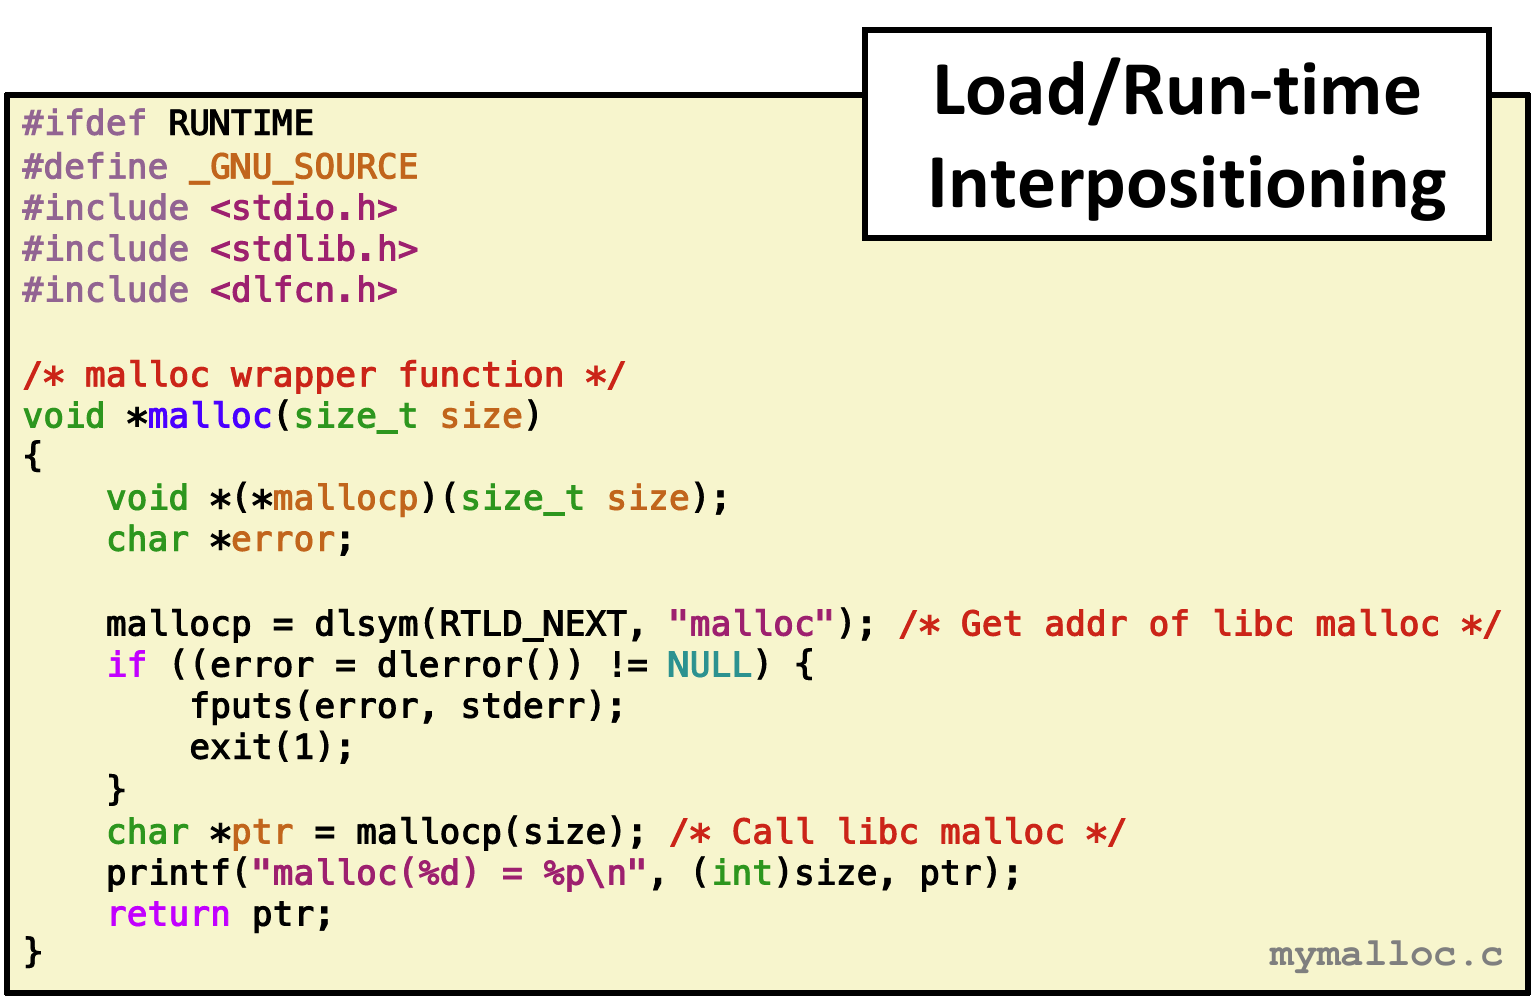 Load/Run-time
Interpositioning
#ifdef RUNTIME
#define _GNU_SOURCE
#include <stdio.h>
#include <stdlib.h>
#include <dlfcn.h>

/* malloc wrapper function */
void *malloc(size_t size)
{
    void *(*mallocp)(size_t size);
    char *error;

    mallocp = dlsym(RTLD_NEXT, "malloc"); /* Get addr of libc malloc */
    if ((error = dlerror()) != NULL) {
        fputs(error, stderr);
        exit(1);
    }
    char *ptr = mallocp(size); /* Call libc malloc */
    printf("malloc(%d) = %p\n", (int)size, ptr);
    return ptr;
}
mymalloc.c